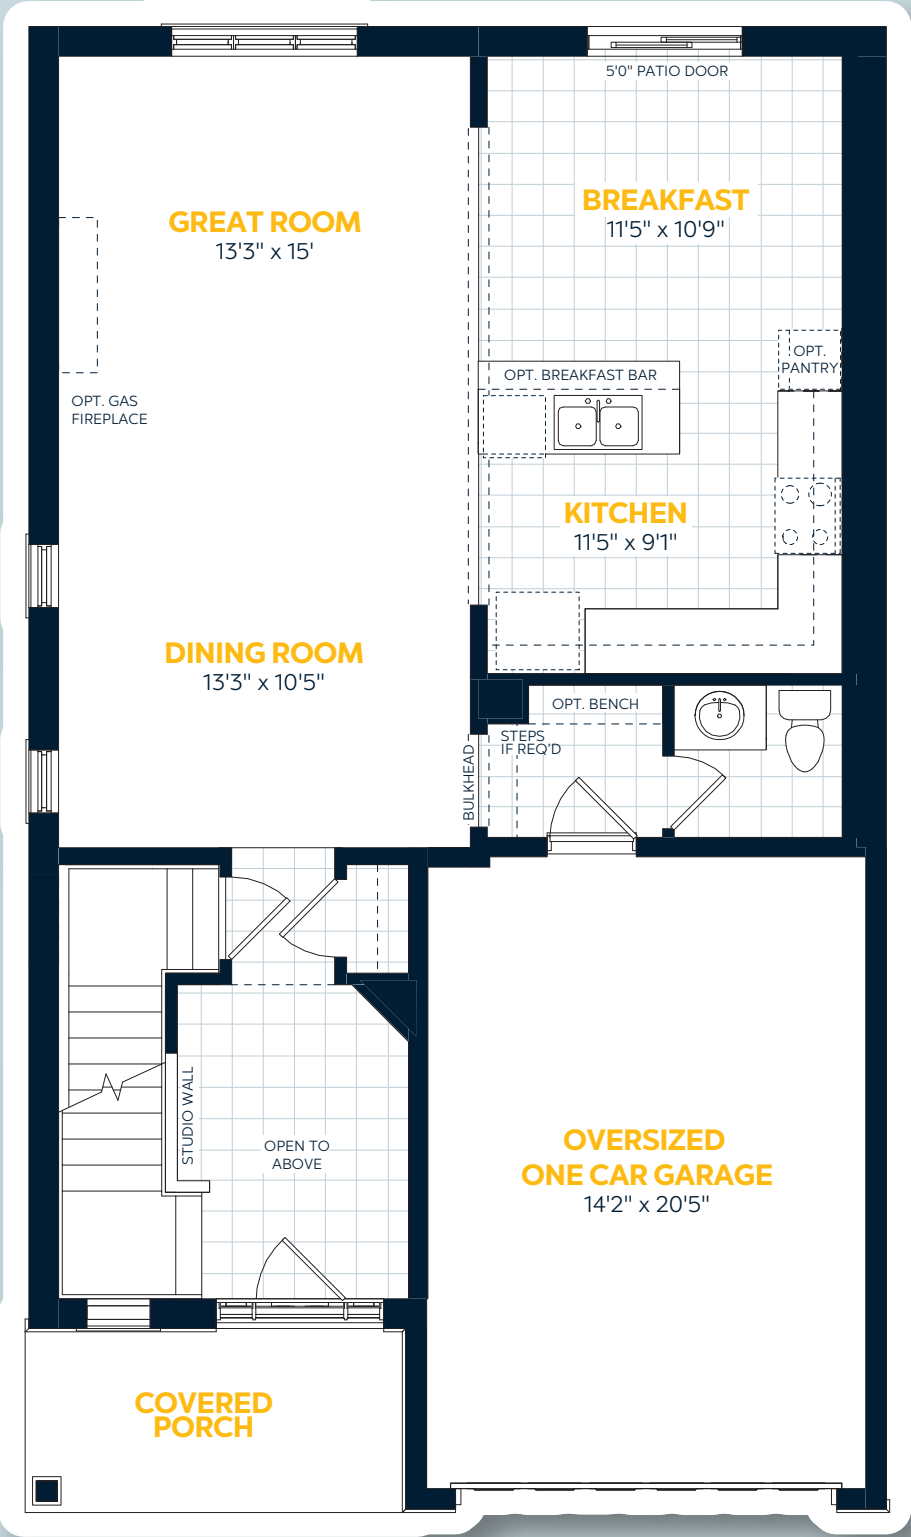 5'0" PATIO DOOR
GREAT ROOM
13'3" x 15'
BREAKFAST
11'5" x 10'9"
OPT. GAS
FIREPLACE
OPT. BREAKFAST BAR
OPT.
PANTRY
KITCHEN
11'5" x 9'1"
DINING ROOM
13'3" x 10'5"
OPT. BENCH
STEPS
IF REQ'D
BULKHEAD
STUDIO WALL
OPEN TO
ABOVE
OVERSIZED
ONE CAR GARAGE
14'2" x 20'5"
COVERED
PORCH